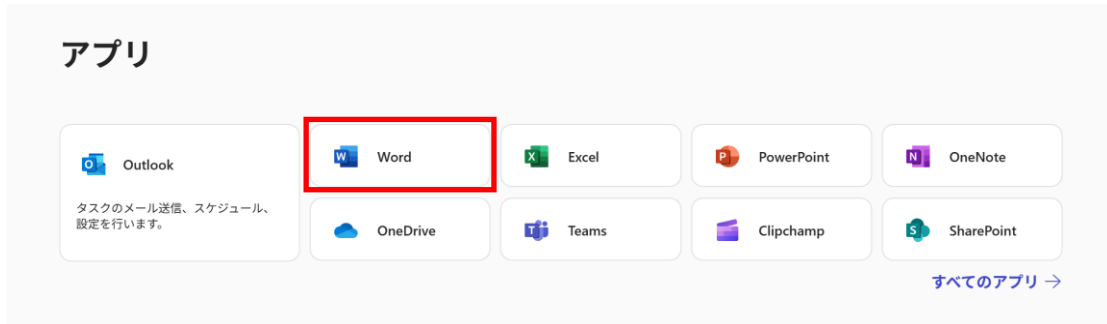 アプリ
Outlook
タスクのメール送信、スケジュール、
設定を行います。
Word
Excel
PowerPoint
OneNote
OneDrive
Teams
Clipchamp
SharePoint
すべてのアプリ →